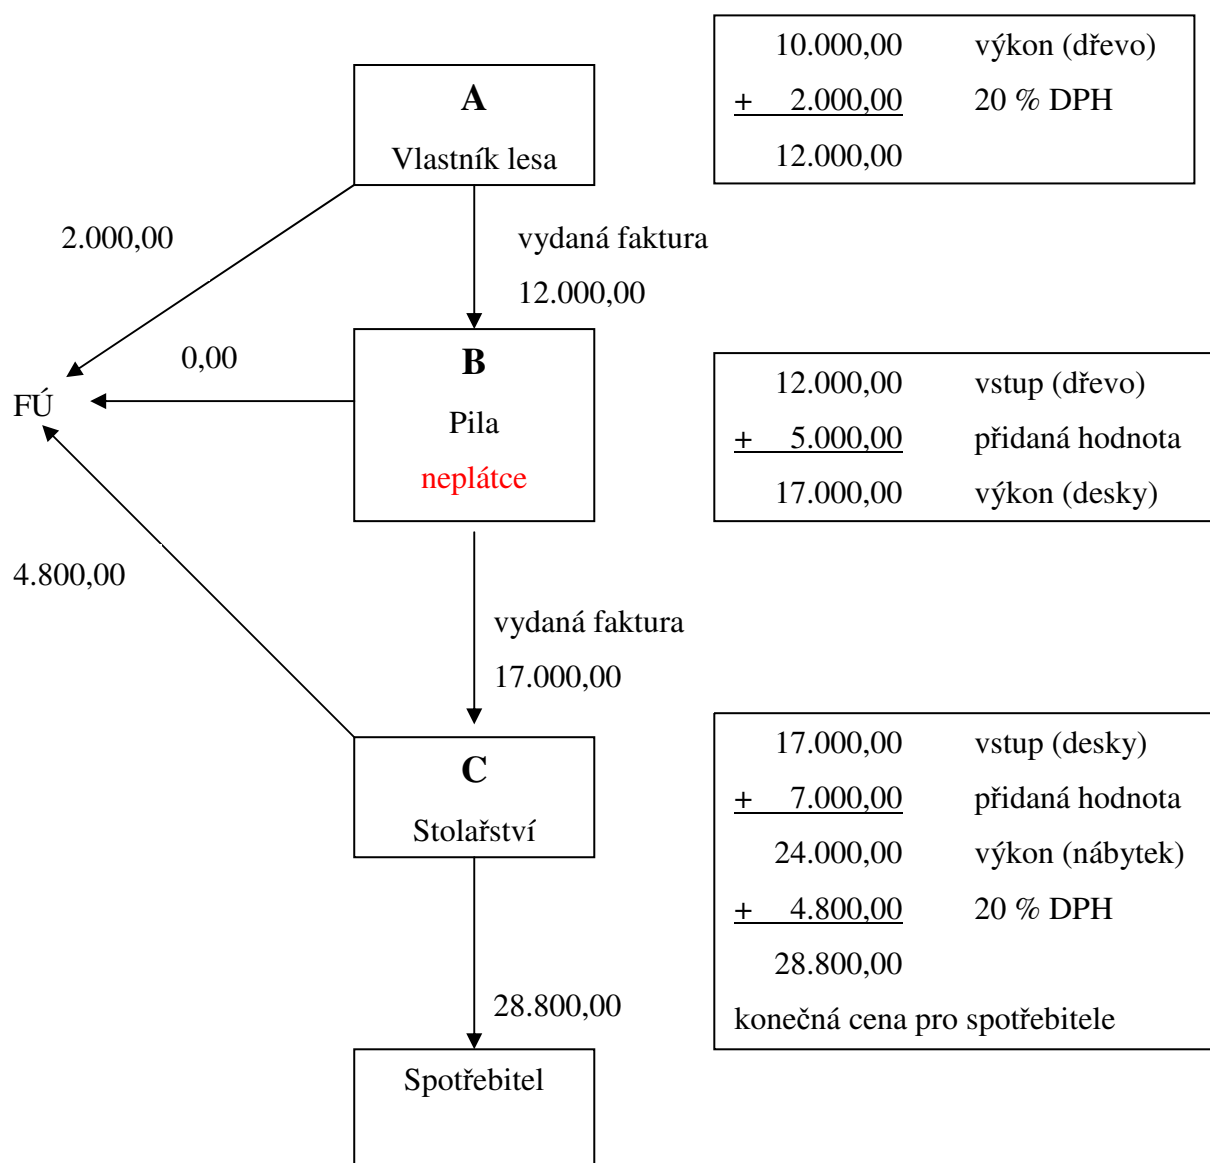 10.000,00 výkon (dřevo)
A
+ 2.000,00 20 % DPH
Vlastník lesa
12.000,00
2.000,00
vydaná faktura
12.000,00
0,00
B
12.000,00 vstup (dřevo)
FÚ
Pila
+ 5.000,00 přidaná hodnota
neplátce
17.000,00 výkon (desky)
4.800,00
vydaná faktura
17.000,00
C
17.000,00 vstup (desky)
+ 7.000,00 přidaná hodnota
Stolařství
24.000,00 výkon (nábytek)
+ 4.800,00 20 % DPH
28.800,00
28.800,00
konečná cena pro spotřebitele
Spotřebitel